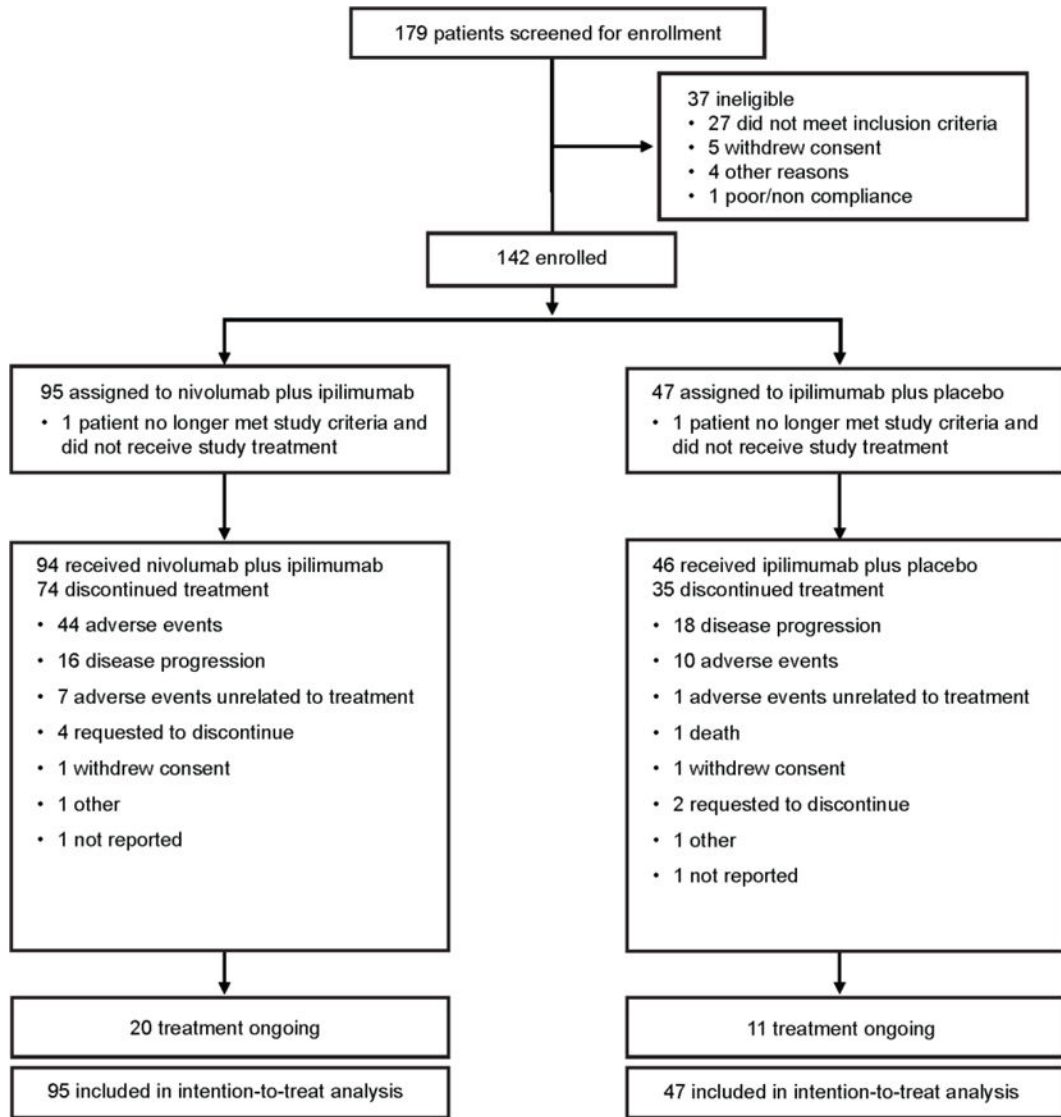 179 patients screened for enrollment
37 ineligible
• 27 did not meet inclusion criteria
• 5 withdrew consent
• 4 other reasons
• 1 poor/non compliance
142 enrolled
95 assigned to nivolumab plus ipilimumab
• 1 patient no longer met study criteria and
did not receive study treatment
47 assigned to ipilimumab plus placebo
• 1 patient no longer met study criteria and
did not receive study treatment
94 received nivolumab plus ipilimumab
74 discontinued treatment
• 44 adverse events
• 16 disease progression
• 7 adverse events unrelated to treatment
• 4 requested to discontinue
• 1 withdrew consent
• 1 other
• 1 not reported
46 received ipilimumab plus placebo
35 discontinued treatment
• 18 disease progression
• 10 adverse events
• 1 adverse events unrelated to treatment
• 1 death
• 1 withdrew consent
• 2 requested to discontinue
• 1 other
• 1 not reported
20 treatment ongoing
11 treatment ongoing
95 included in intention-to-treat analysis
47 included in intention-to-treat analysis